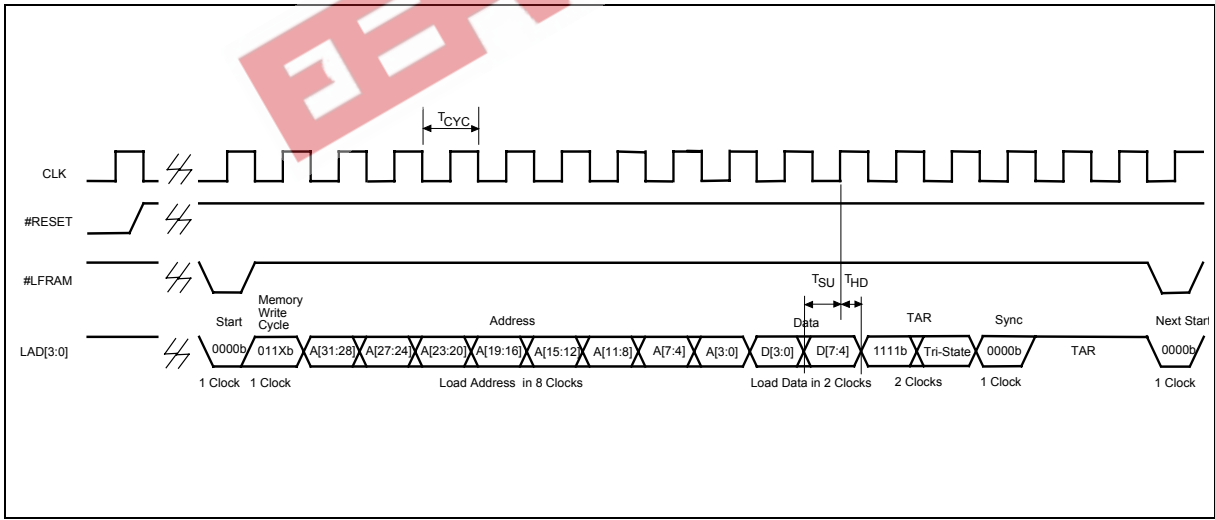 T_CYC
CLK
#RESET
#LFRAM
T_SU T_HD
Start
Memory
Write
Cycle
Address
Data
TAR
Sync
Next Start
LAD[3:0]
0000b 011Xb A[31:28] A[27:24] A[23:20] A[19:16] A[15:12] A[11:8] A[7:4] A[3:0] D[3:0] D[7:4] 1111b Tri-State 0000b TAR 0000b
1 Clock 1 Clock Load Address in 8 Clocks Load Data in 2 Clocks 2 Clocks 1 Clock 1 Clock